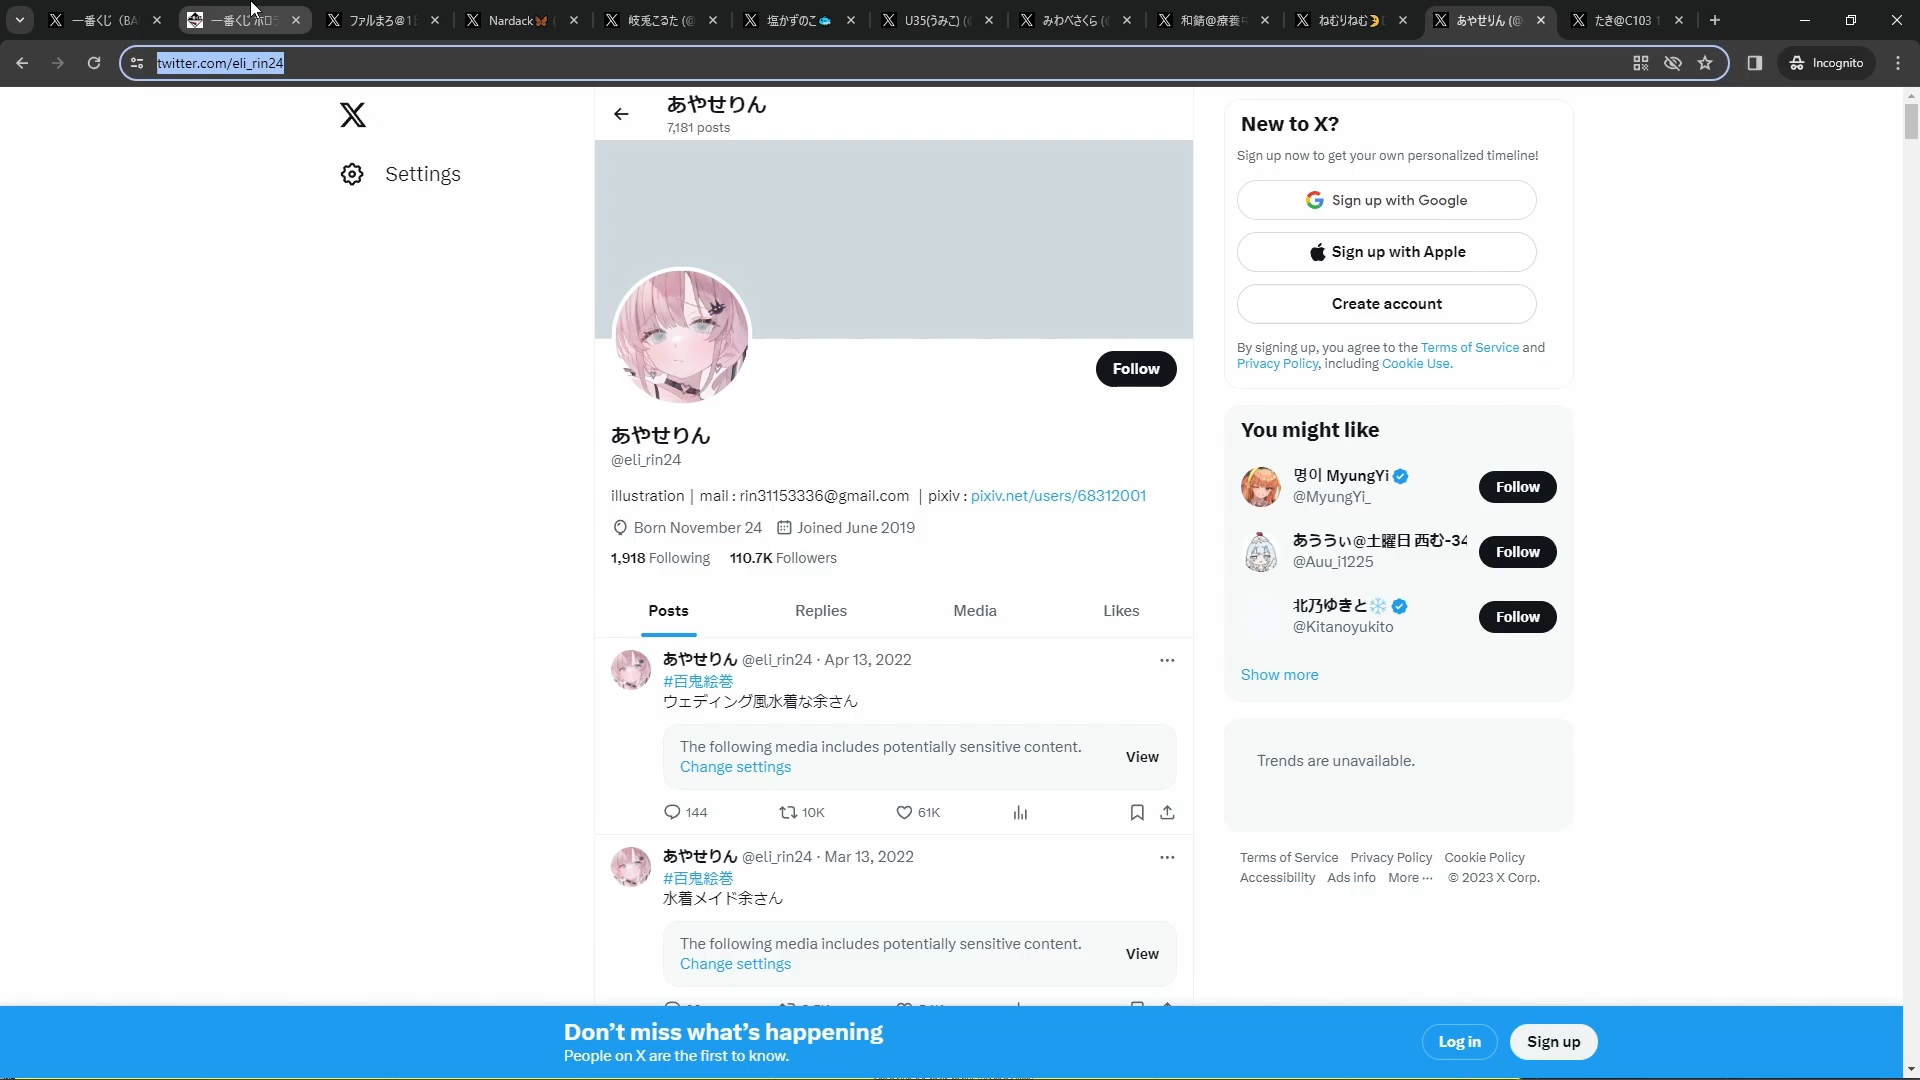 一番くじ（BA
一番くじ ホロラ
ファルまろ@1
Nardack🦋 (
岐兎こるた (@
塩かずのこ🐟
U35(うみこ) (
みわべさくら (
和錆@療養中
ねむりねむ🌛
あやせりん (@
たき@C103 1
twitter.com/eli_rin24
Incognito
Settings
あやせりん
7,181 posts
Follow
あやせりん
@eli_rin24
illustration｜mail : rin31153336@gmail.com ｜pixiv : pixiv.net/users/68312001
Born November 24 Joined June 2019
1,918 Following 110.7K Followers
Posts Replies Media Likes
あやせりん @eli_rin24 · Apr 13, 2022
#百鬼絵巻
ウェディング風水着な余さん
The following media includes potentially sensitive content.
Change settings
View
144 10K 61K
あやせりん @eli_rin24 · Mar 13, 2022
#百鬼絵巻
水着メイド余さん
The following media includes potentially sensitive content.
Change settings
View
New to X?
Sign up now to get your own personalized timeline!
Sign up with Google
Sign up with Apple
Create account
By signing up, you agree to the Terms of Service and
Privacy Policy, including Cookie Use.
You might like
명이 MyungYi
@MyungYi_
Follow
あううぃ@土曜日 西む-34
@Auu_i1225
Follow
北乃ゆきと❄️
@Kitanoyukito
Follow
Show more
Trends are unavailable.
Terms of Service Privacy Policy Cookie Policy
Accessibility Ads info More ··· © 2023 X Corp.
Don’t miss what’s happening
People on X are the first to know.
Log in
Sign up